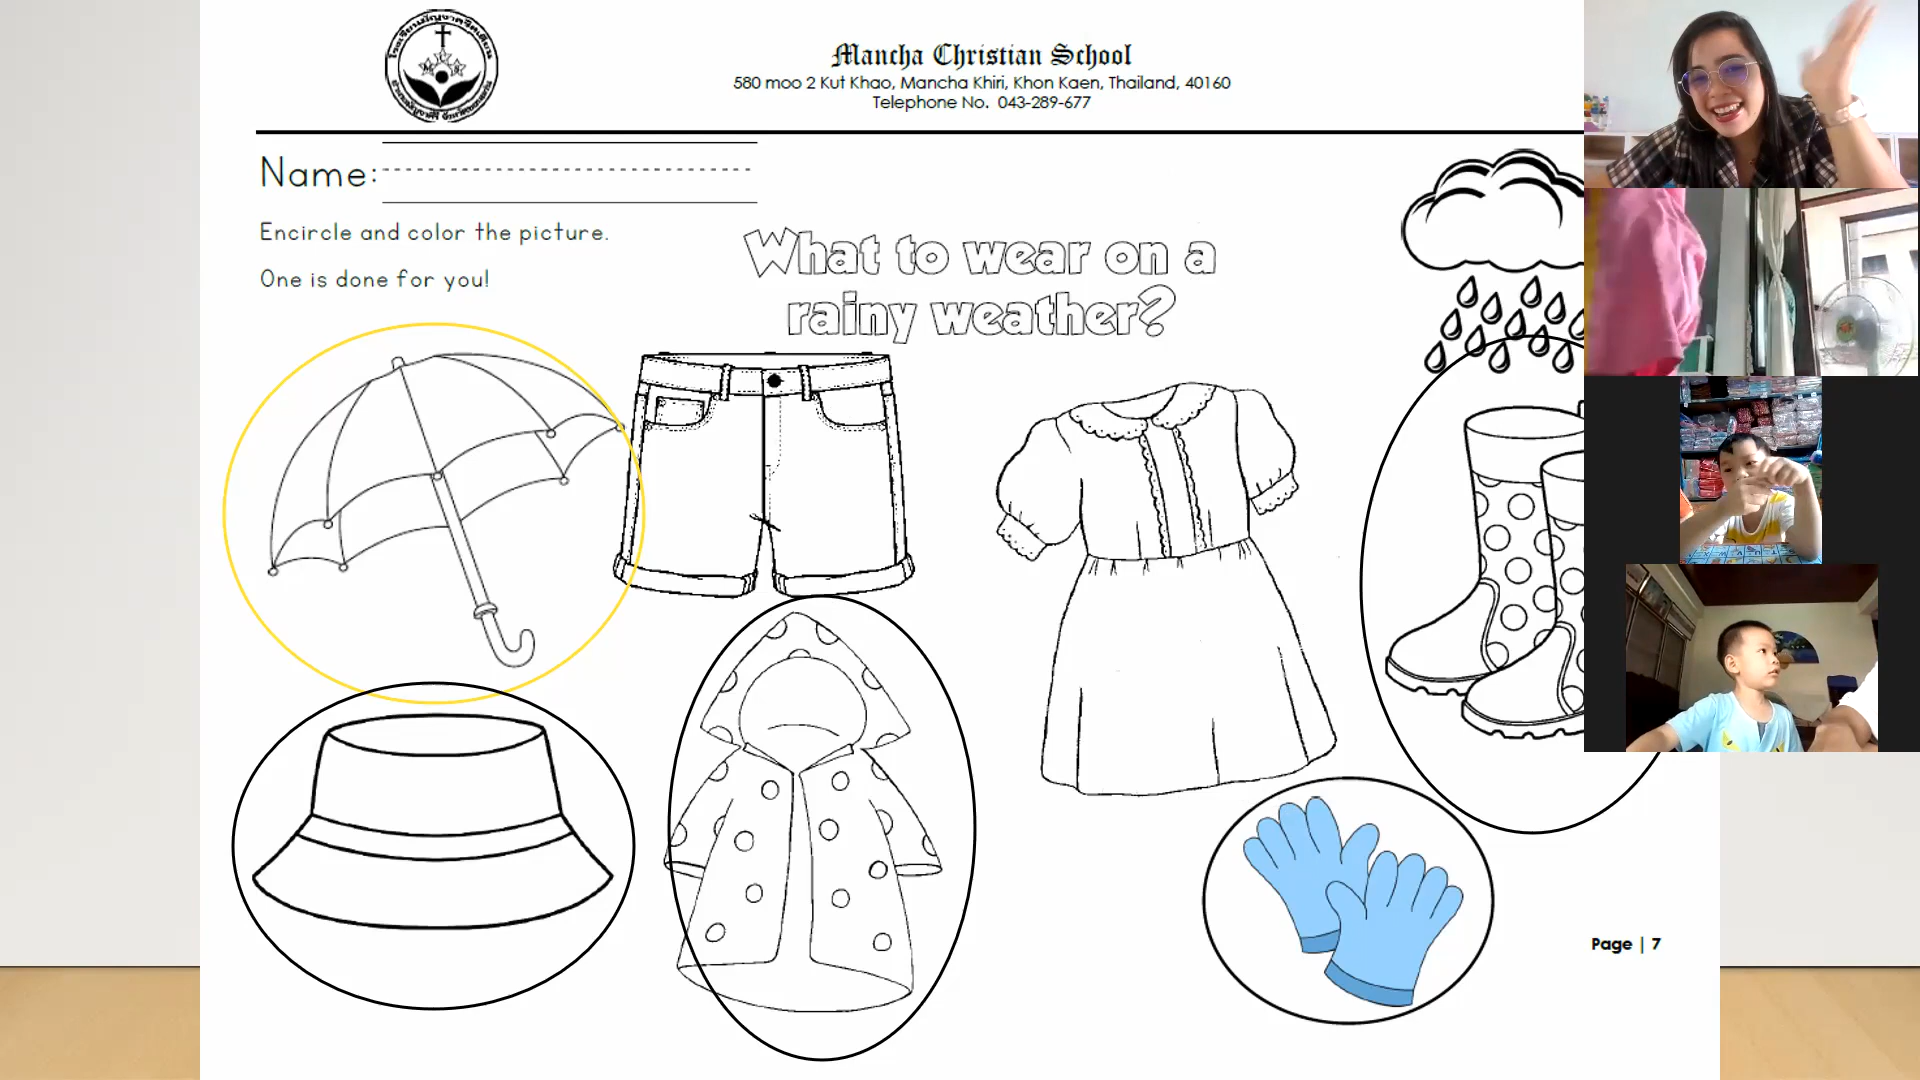 Mancha Christian School
580 moo 2 Kut Khao, Mancha Khiri, Khon Kaen, Thailand, 40160
Telephone No.  043-289-677
Name:
Encircle and color the picture.
One is done for you!
What to wear on a
rainy weather?
Page | 7